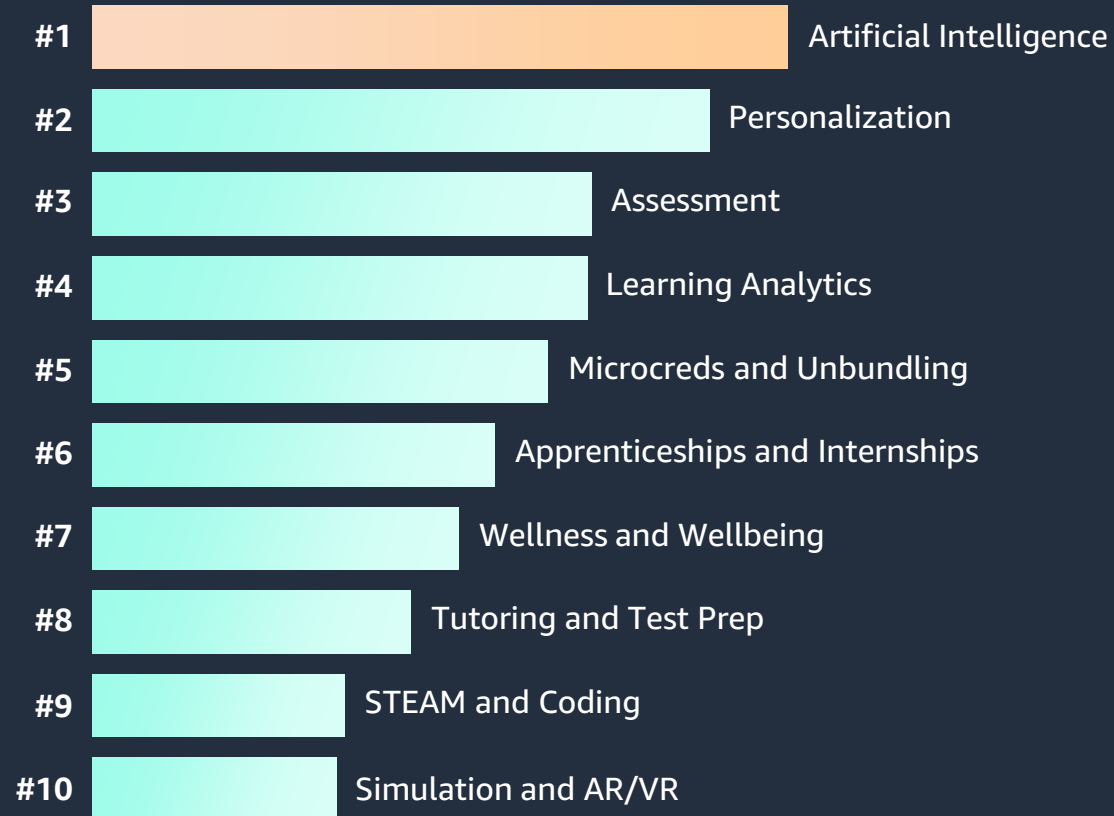 #1 Artificial Intelligence
#2 Personalization
#3 Assessment
#4 Learning Analytics
#5 Microcreds and Unbundling
#6 Apprenticeships and Internships
#7 Wellness and Wellbeing
#8 Tutoring and Test Prep
#9 STEAM and Coding
#10 Simulation and AR/VR